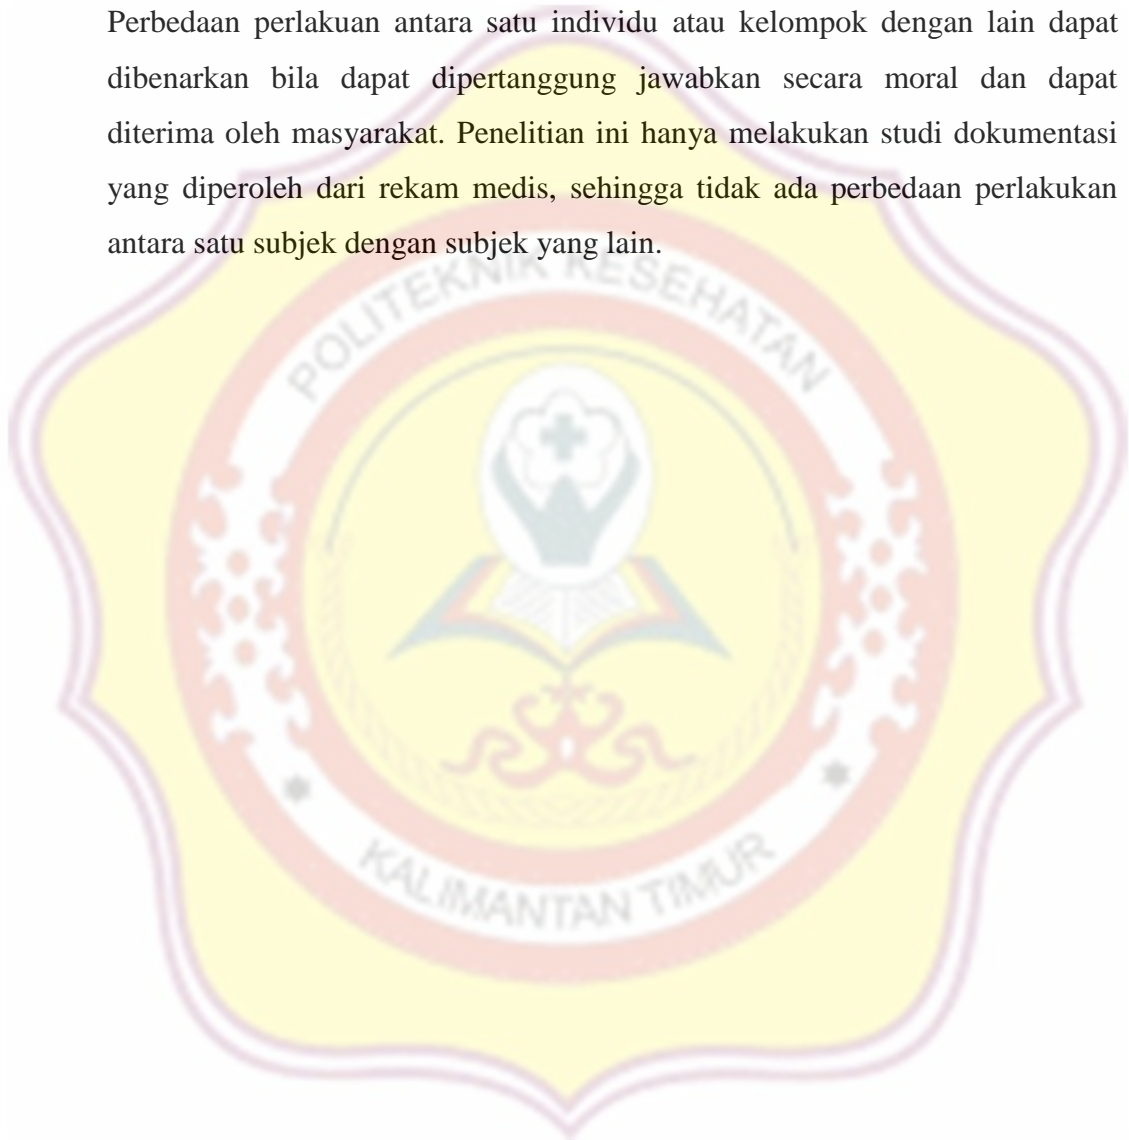 Perbedaan perlakuan antara satu individu atau kelompok dengan lain dapat
dibenarkan bila dapat dipertanggung jawabkan secara moral dan dapat
diterima oleh masyarakat. Penelitian ini hanya melakukan studi dokumentasi
yang diperoleh dari rekam medis, sehingga tidak ada perbedaan perlakukan
antara satu subjek dengan subjek yang lain.
POLITEKNIK KESEHATAN
KALIMANTAN TIMUR